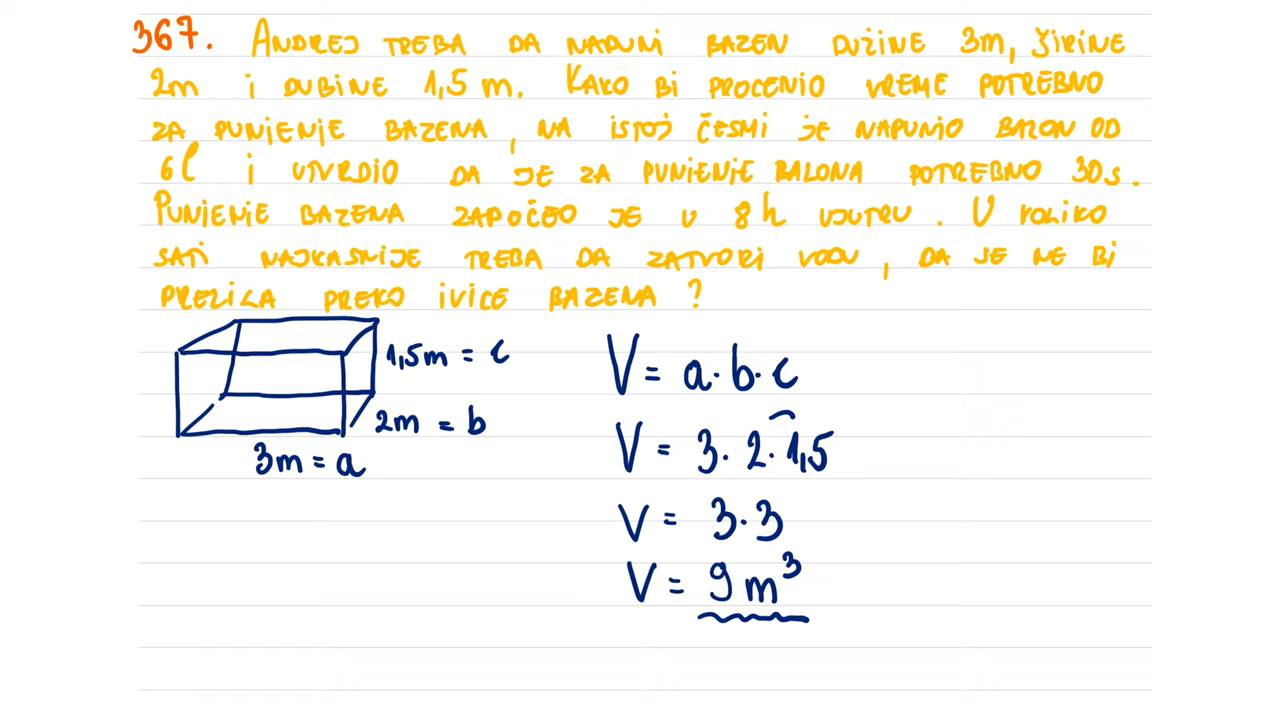 367. ANDREJ TREBA DA NAPUNI BAZEN DUŽINE 3m, ŠIRINE
2m i DUBINE 1,5 m. KAKO BI PROCENIO VREME POTREBNO
ZA PUNJENJE BAZENA, NA ISTOJ ČESMI JE NAPUNIO BALON OD
6l i UTVRDIO DA JE ZA PUNJENJE BALONA POTREBNO 30s.
PUNJENJE BAZENA ZAPOČEO JE U 8h UJUTRU. U KOLIKO
SATI NAJKASNIJE TREBA DA ZATVORI VODU, DA SE NE BI
PRELILA PREKO IVICE BAZENA?
1,5m = c
2m = b
3m = a
V = a·b·c
V = 3·2·1,5
V = 3·3
V = 9m³